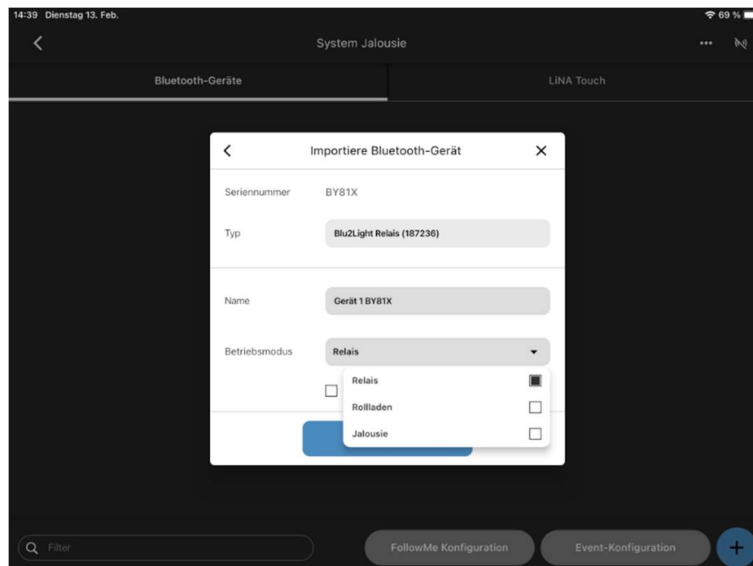 14:39 Dienstag 13. Feb.
69 %
System Jalousie
Bluetooth-Geräte
LiNA Touch
Importiere Bluetooth-Gerät
Seriennummer BY81X
Typ Blu2Light Relais (187236)
Name Gerät 1 BY81X
Betriebsmodus Relais
Relais
Rollladen
Jalousie
Filter
FollowMe Konfiguration
Event-Konfiguration